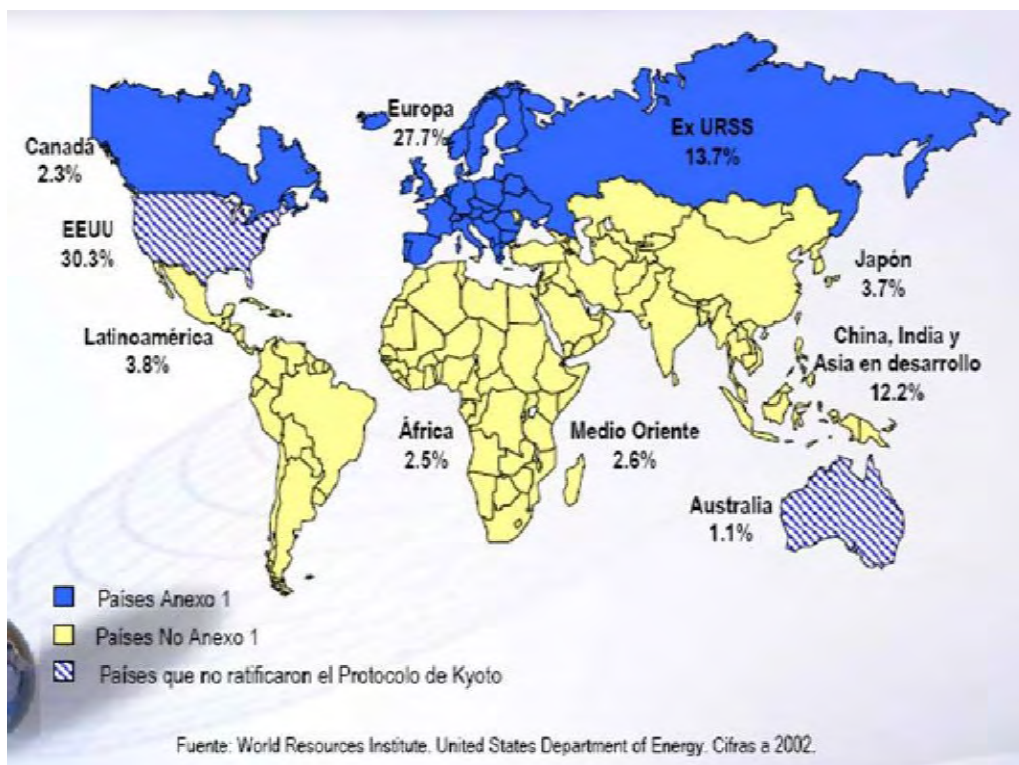 Europa
27.7%
Ex URSS
13.7%
Canadá
2.3%
EEUU
30.3%
Japón
3.7%
Latinoamérica
3.8%
China, India y
Asia en desarrollo
12.2%
África
2.5%
Medio Oriente
2.6%
Australia
1.1%
Países Anexo 1
Países No Anexo 1
Países que no ratificaron el Protocolo de Kyoto
Fuente: World Resources Institute. United States Department of Energy. Cifras a 2002.